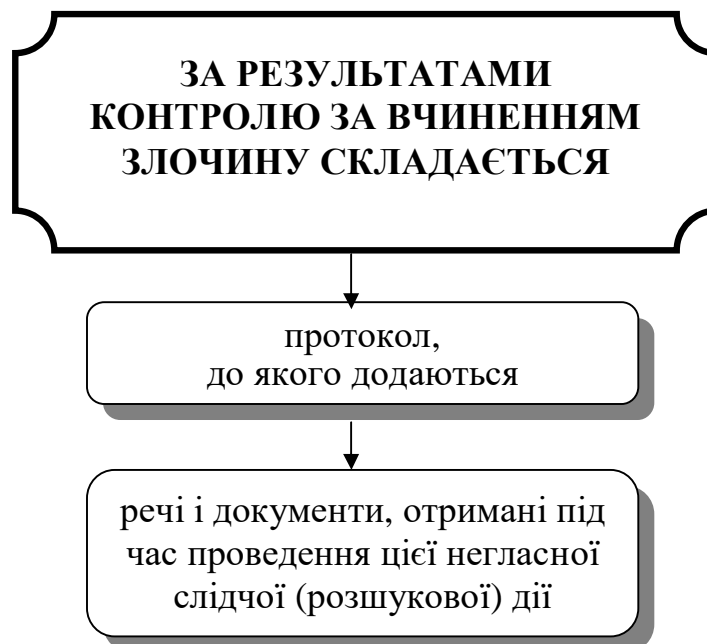 ЗА РЕЗУЛЬТАТАМИ
КОНТРОЛЮ ЗА ВЧИНЕННЯМ
ЗЛОЧИНУ СКЛАДАЄТЬСЯ
протокол,
до якого додаються
речі і документи, отримані під
час проведення цієї негласної
слідчої (розшукової) дії